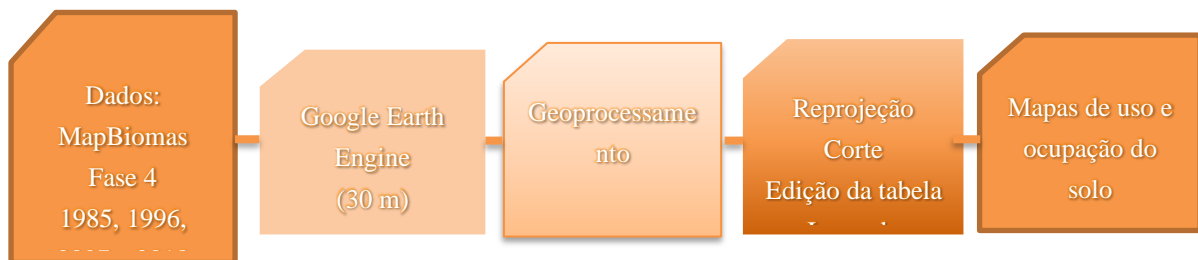 Dados:
MapBiomas
Fase 4
1985, 1996,
Google Earth
Engine
(30 m)
Geoprocessame
nto
Reprojeção
Corte
Edição da tabela
Mapas de uso e
ocupação do
solo